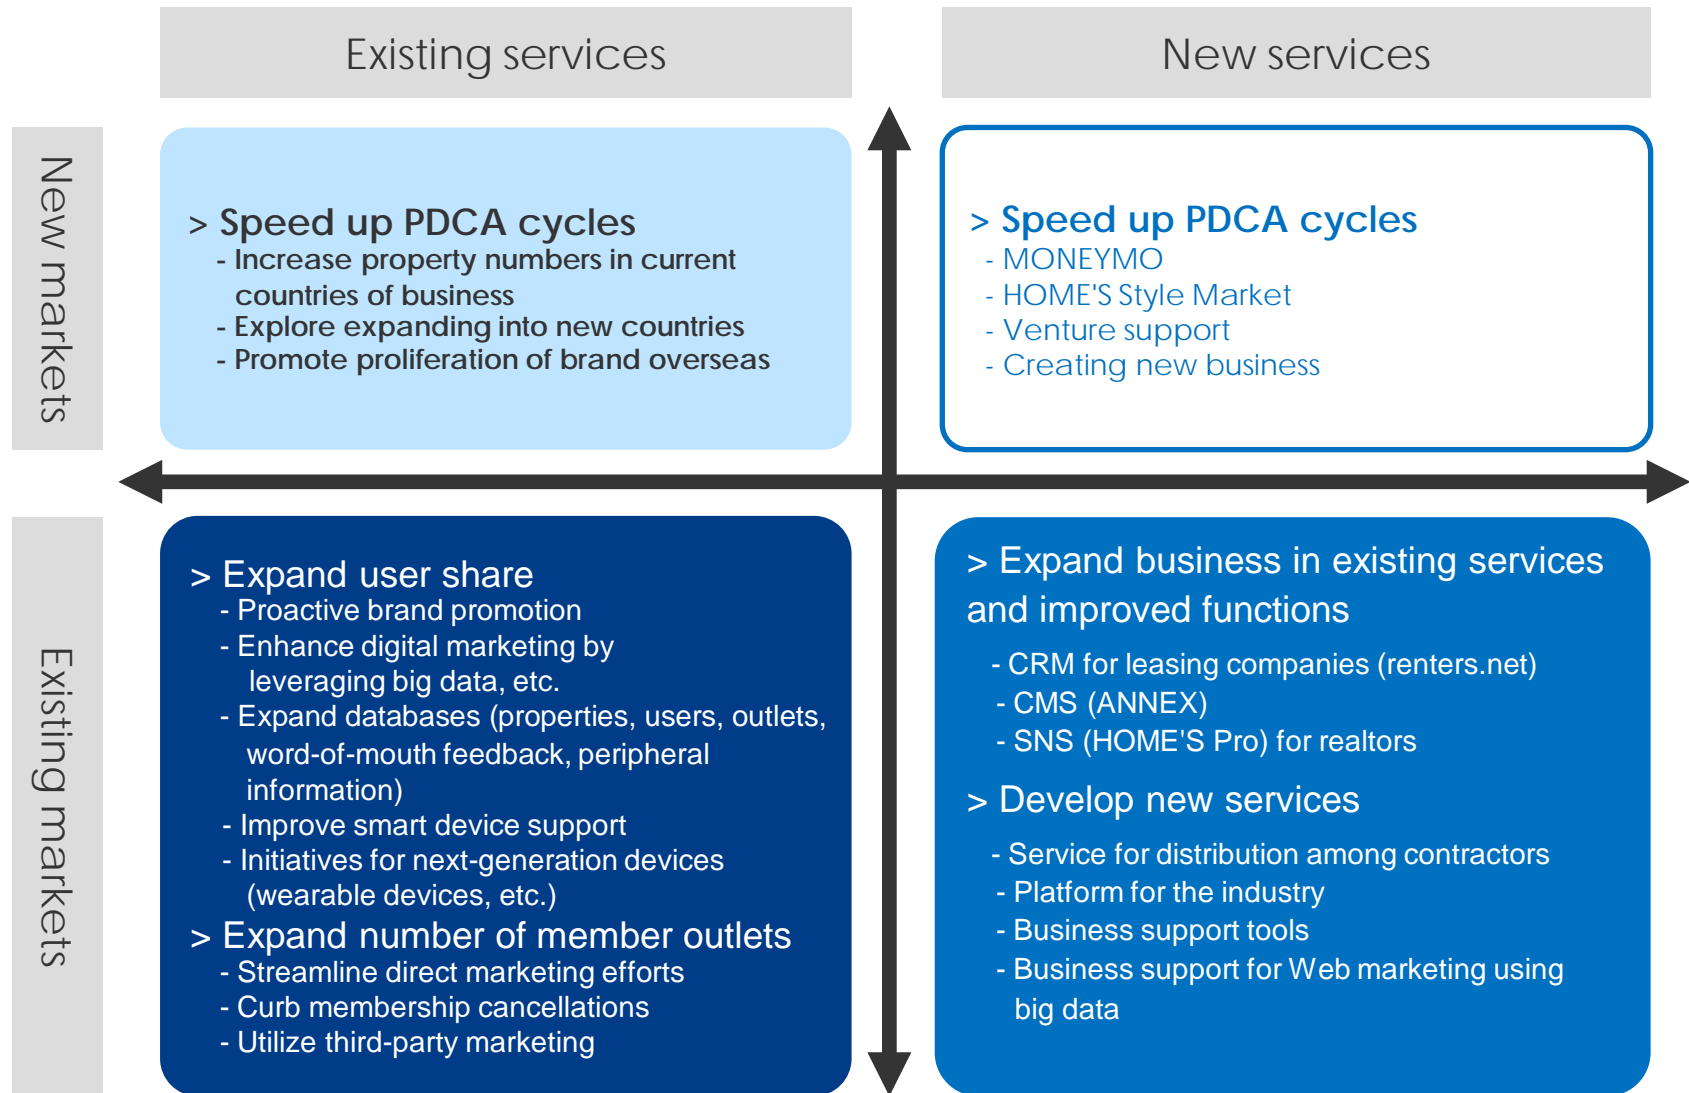 Existing services
New services
New markets
> Speed up PDCA cycles
- Increase property numbers in current
countries of business
- Explore expanding into new countries
- Promote proliferation of brand overseas
> Speed up PDCA cycles
- MONEYMO
- HOME'S Style Market
- Venture support
- Creating new business
Existing markets
> Expand user share
- Proactive brand promotion
- Enhance digital marketing by
leveraging big data, etc.
- Expand databases (properties, users, outlets,
word-of-mouth feedback, peripheral
information)
- Improve smart device support
- Initiatives for next-generation devices
(wearable devices, etc.)
> Expand number of member outlets
- Streamline direct marketing efforts
- Curb membership cancellations
- Utilize third-party marketing
> Expand business in existing services
and improved functions
- CRM for leasing companies (renters.net)
- CMS (ANNEX)
- SNS (HOME'S Pro) for realtors
> Develop new services
- Service for distribution among contractors
- Platform for the industry
- Business support tools
- Business support for Web marketing using
big data